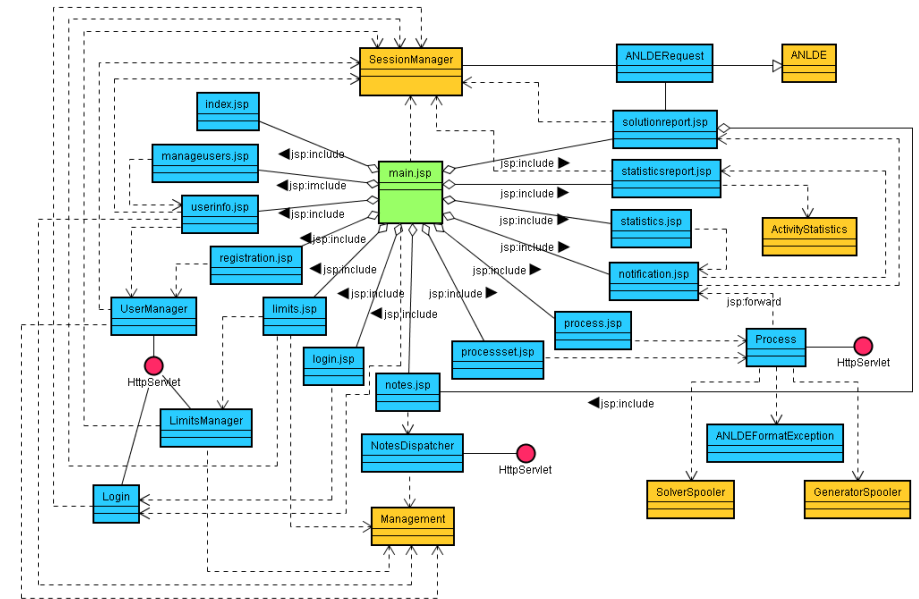 ANLDERequest
ANLDE
SessionManager
index.jsp
solutionreport.jsp
manageusers.jsp
jsp:include
jsp:include
main.jsp
statisticsreport.jsp
jsp:imclude
jsp:include
userinfo.jsp
jsp:include
jsp:include
statistics.jsp
ActivityStatistics
jsp:include
jsp:include
registration.jsp
jsp:include
jsp:include
notification.jsp
jsp:include
jsp:include
jsp:forward
UserManager
limits.jsp
jsp:include
process.jsp
Process
login.jsp
processset.jsp
HttpServlet
HttpServlet
notes.jsp
jsp:include
LimitsManager
NotesDispatcher
ANLDEFormatException
HttpServlet
Login
SolverSpooler
GeneratorSpooler
Management